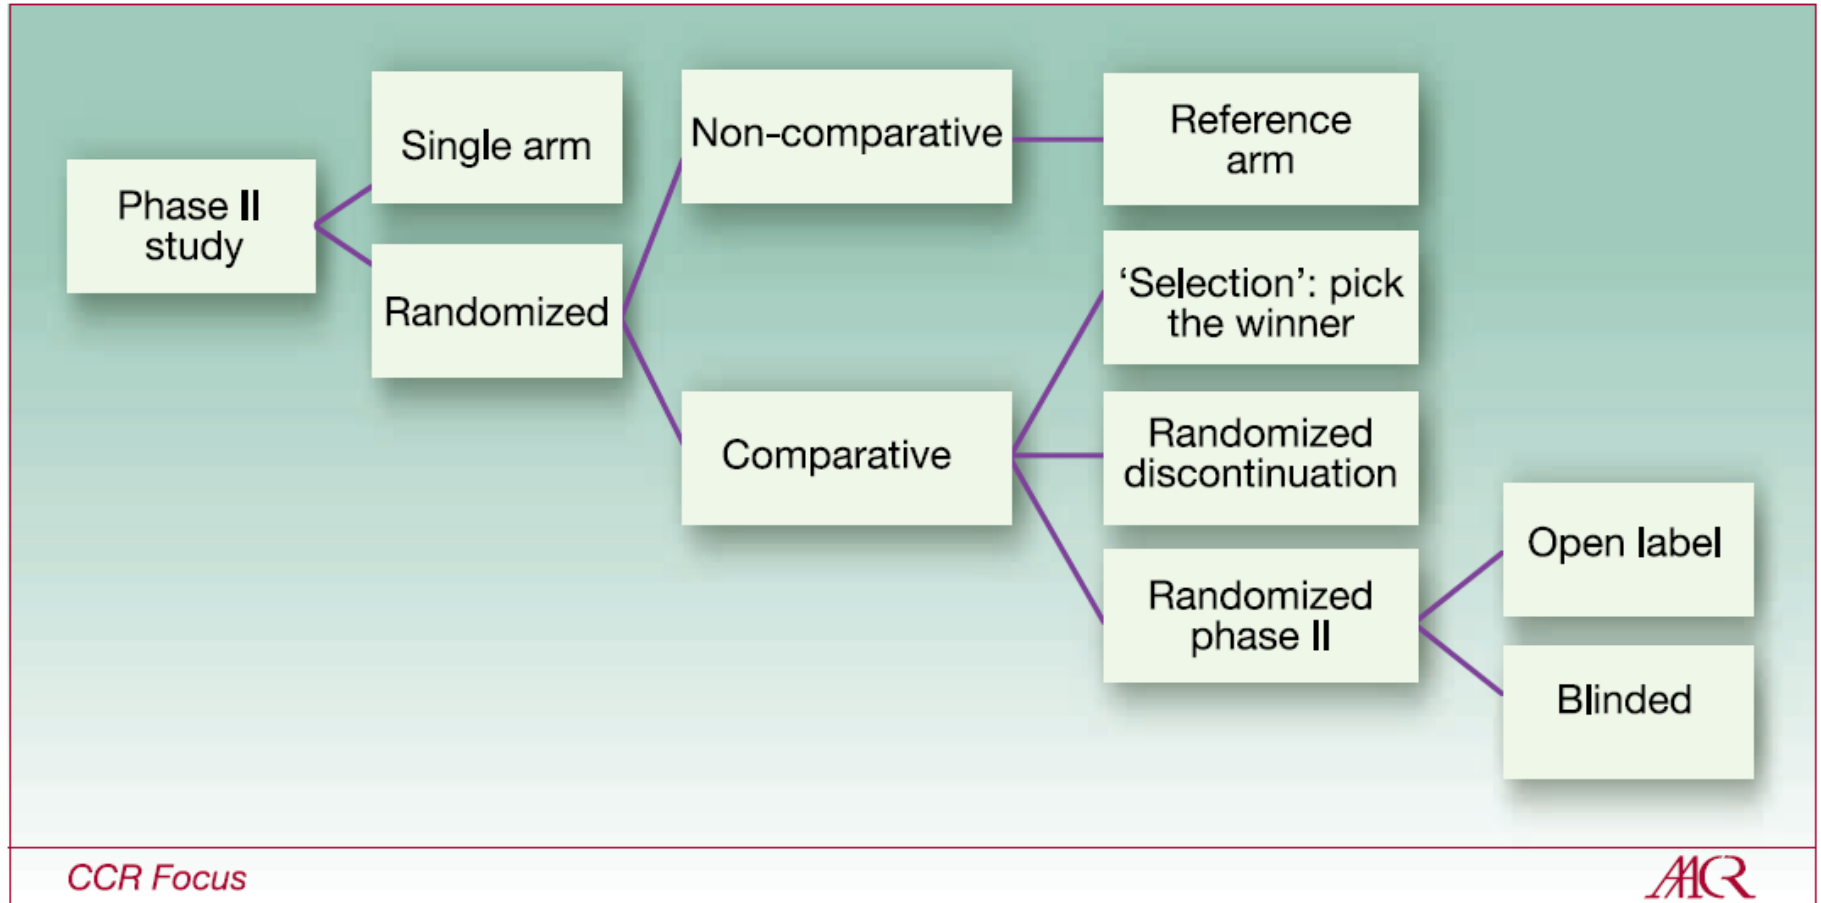 Phase II
study
Single arm
Randomized
Non-comparative
Comparative
Reference
arm
‘Selection’: pick
the winner
Randomized
discontinuation
Randomized
phase II
Open label
Blinded
CCR Focus
AACR